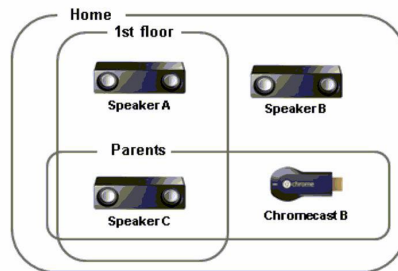 Home
1st floor
Speaker A
Speaker B
Parents
chrome
Speaker C
Chromecast B